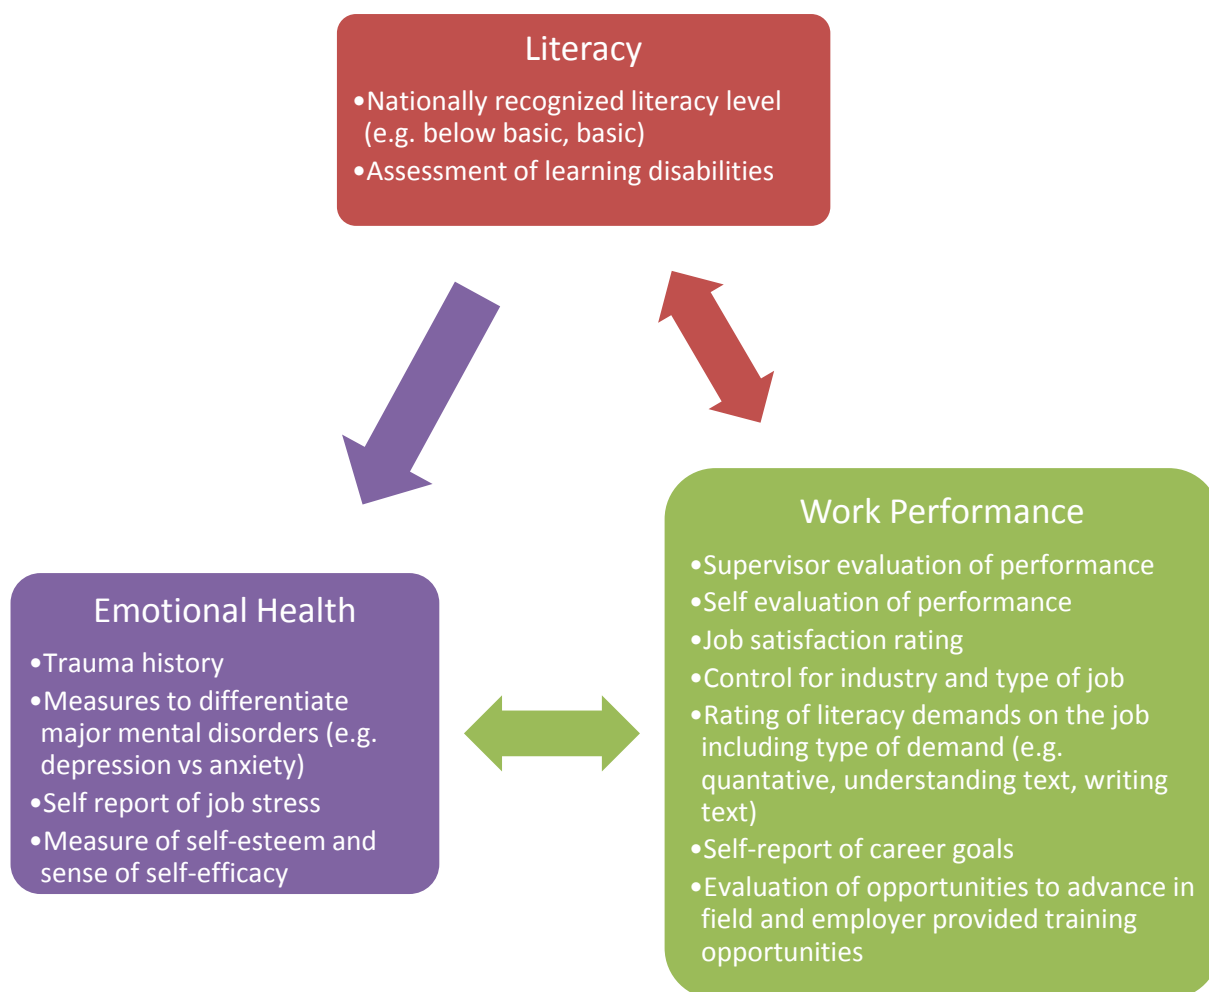 Literacy
•Nationally recognized literacy level
(e.g. below basic, basic)
•Assessment of learning disabilities
Emotional Health
•Trauma history
•Measures to differentiate
major mental disorders (e.g.
depression vs anxiety)
•Self report of job stress
•Measure of self-esteem and
sense of self-efficacy
Work Performance
•Supervisor evaluation of performance
•Self evaluation of performance
•Job satisfaction rating
•Control for industry and type of job
•Rating of literacy demands on the job
including type of demand (e.g.
quantative, understanding text, writing
text)
•Self-report of career goals
•Evaluation of opportunities to advance in
field and employer provided training
opportunities